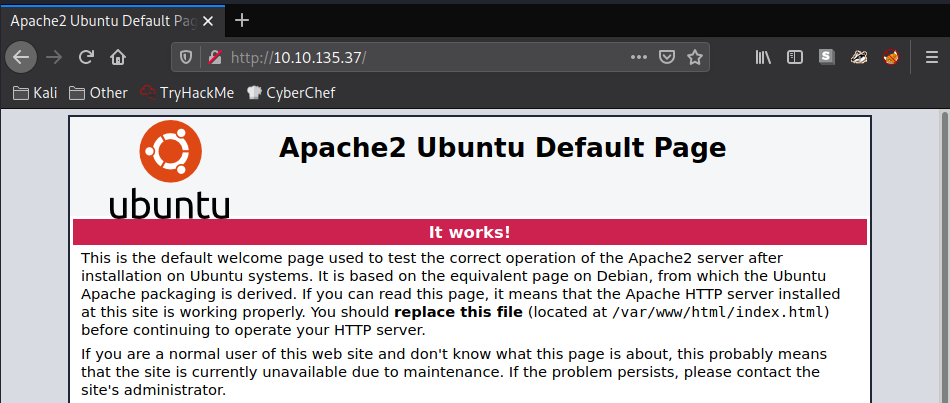 Apache2 Ubuntu Default Pag
http://10.10.135.37/
Kali Other TryHackMe CyberChef
Apache2 Ubuntu Default Page
ubuntu
It works!
This is the default welcome page used to test the correct operation of the Apache2 server after
installation on Ubuntu systems. It is based on the equivalent page on Debian, from which the Ubuntu
Apache packaging is derived. If you can read this page, it means that the Apache HTTP server installed
at this site is working properly. You should replace this file (located at /var/www/html/index.html)
before continuing to operate your HTTP server.
If you are a normal user of this web site and don't know what this page is about, this probably means
that the site is currently unavailable due to maintenance. If the problem persists, please contact the
site's administrator.